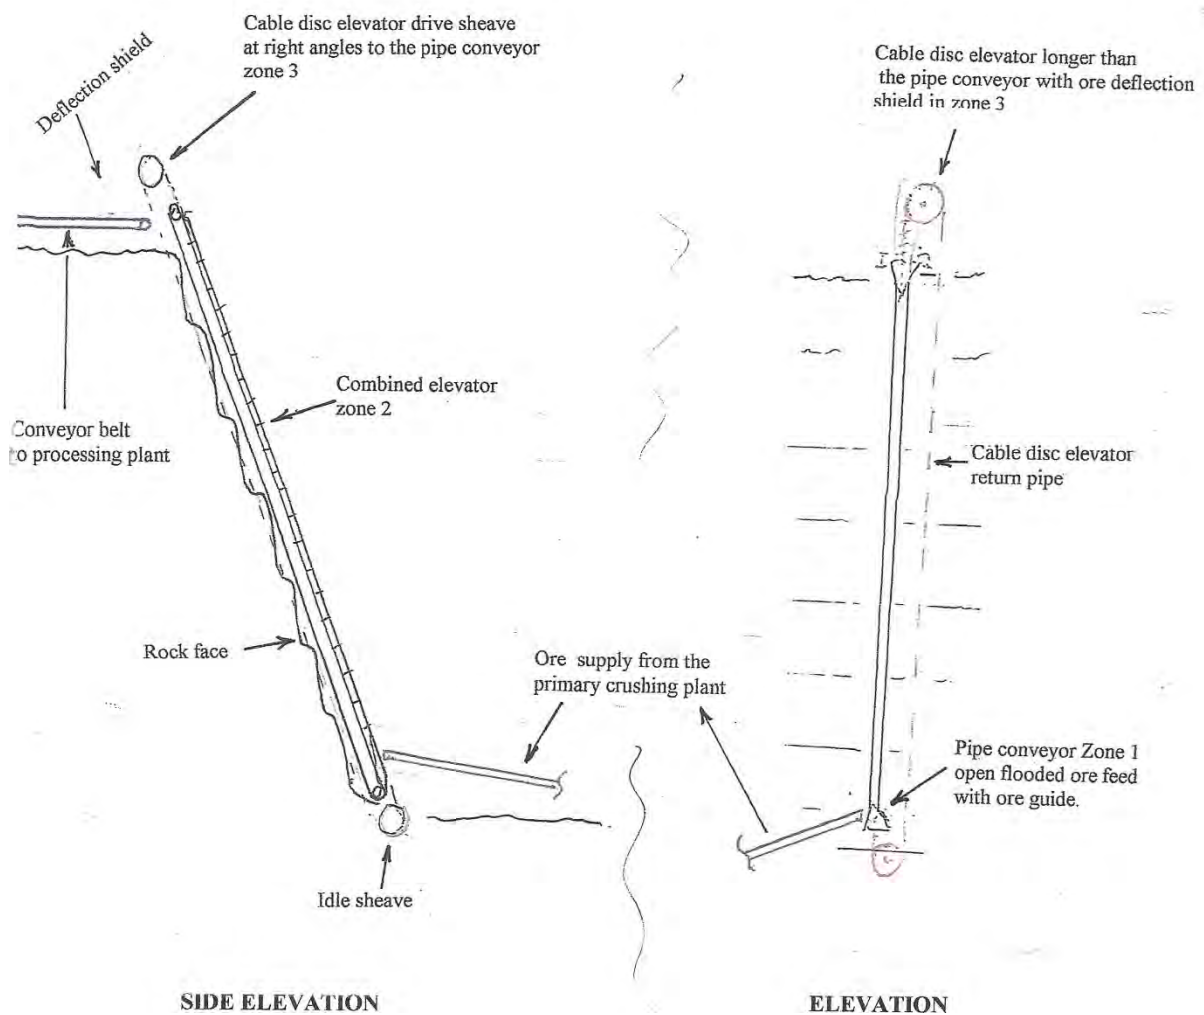 Cable disc elevator drive sheave
at right angles to the pipe conveyor
zone 3
Deflection shield
Cable disc elevator longer than
the pipe conveyor with ore deflection
shield in zone 3
Combined elevator
zone 2
Conveyor belt
to processing plant
Cable disc elevator
return pipe
Rock face
Ore supply from the
primary crushing plant
Pipe conveyor Zone 1
open flooded ore feed
with ore guide.
Idle sheave
SIDE ELEVATION
ELEVATION